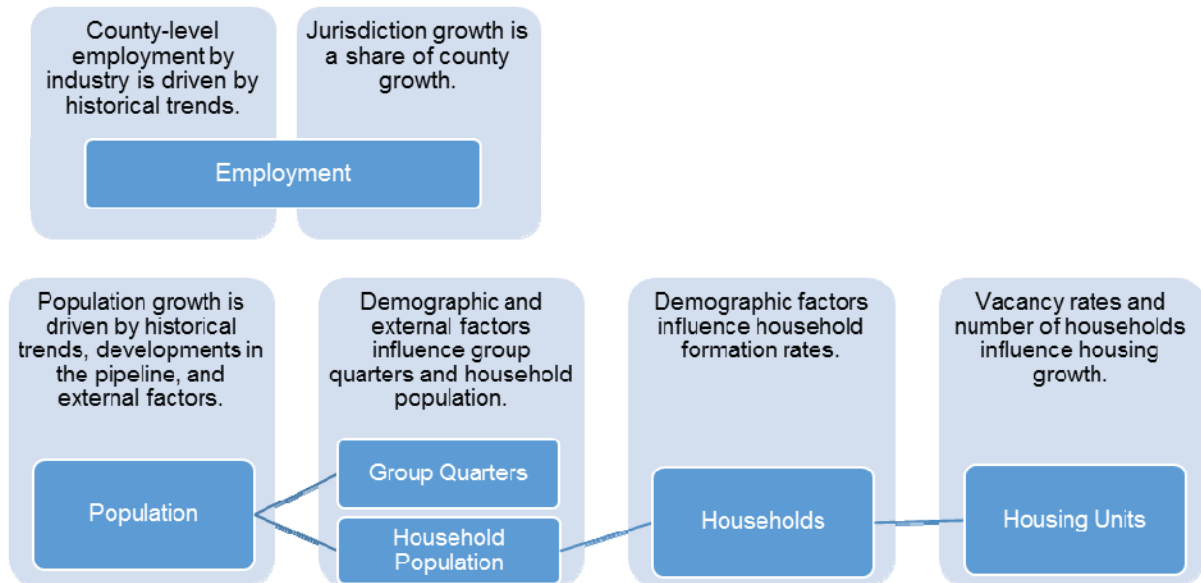 County-level
employment by
industry is driven by
historical trends.
Jurisdiction growth is
a share of county
growth.
Employment
Population growth is
driven by historical
trends, developments in
the pipeline, and
external factors.
Population
Demographic and
external factors
influence group
quarters and household
population.
Group Quarters
Household
Population
Demographic factors
influence household
formation rates.
Households
Vacancy rates and
number of households
influence housing
growth.
Housing Units